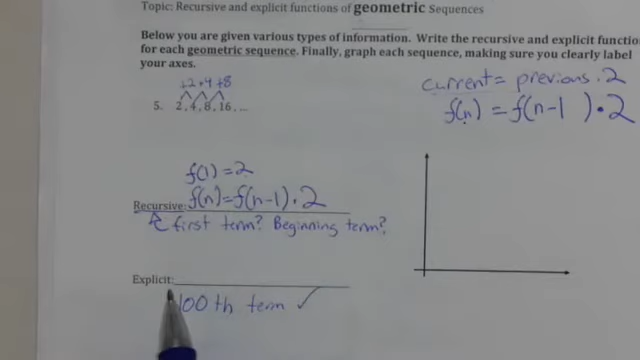 Topic: Recursive and explicit functions of geometric Sequences
Below you are given various types of information. Write the recursive and explicit functio
for each geometric sequence. Finally, graph each sequence, making sure you clearly label
your axes.
+2 +4 +8
5. 2, 4, 8, 16, ...
current = previous · 2
f(n) = f(n-1 ) · 2
f(1) = 2
Recursive: f(n) = f(n-1) · 2
first term? Beginning term?
Explicit:
100th term ✓